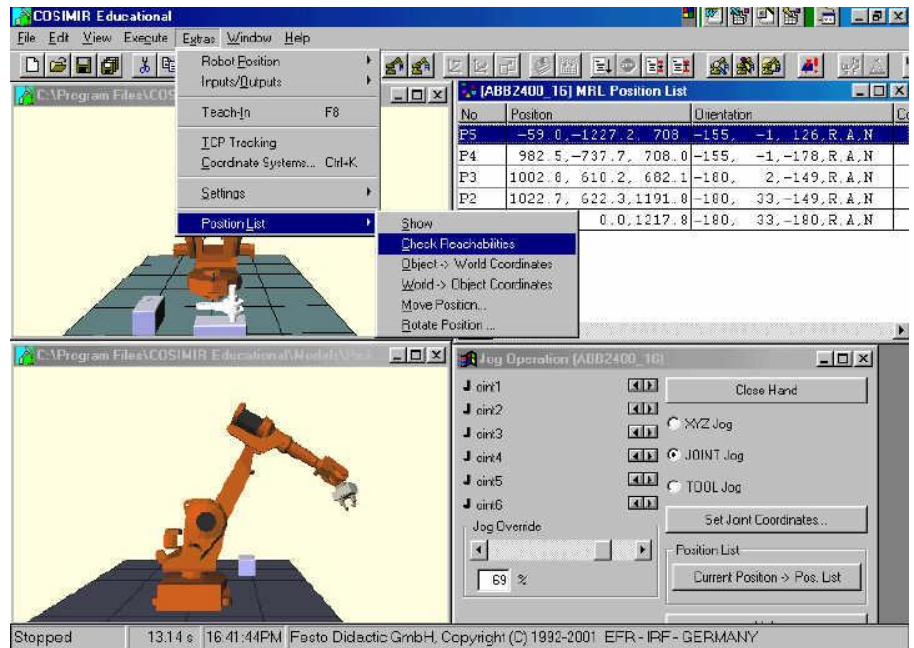 COSIMIR Educational
File Edit View Execute Extras Window Help
Robot Position
Inputs/Outputs
Teach-In F8
TCP Tracking
Coordinate Systems... Ctrl+K
Settings
Position List
Show
Check Reachabilities
Object -> World Coordinates
World -> Object Coordinates
Move Position...
Rotate Position ...
C:\Program Files\COS
[ABB2400_16] MRL Position List
No Position Orientation Co
P5 -59.0,-1227.2, 708. -155, -1, 126,R,A,N
P4 982.5,-737.7, 708.0 -155, -1,-178,R,A,N
P3 1002.8, 610.2, 682.1 -180, 2,-149,R,A,N
P2 1022.7, 622.3,1191.8 -180, 33,-149,R,A,N
0.0,1217.8 -180, 33,-180,R,A,N
C:\Program Files\COSIMIR Educational\Models\
Jog Operation [ABB2400_16]
Joint1
Joint2
Joint3
Joint4
Joint5
Joint6
Close Hand
XYZ Jog
JOINT Jog
TOOL Jog
Set Joint Coordinates...
Jog Override
69 %
Position List
Current Position -> Pos. List
Stopped 13.14 s 16:41:44PM Festo Didactic GmbH, Copyright (C) 1992-2001 EFR - IRF - GERMANY